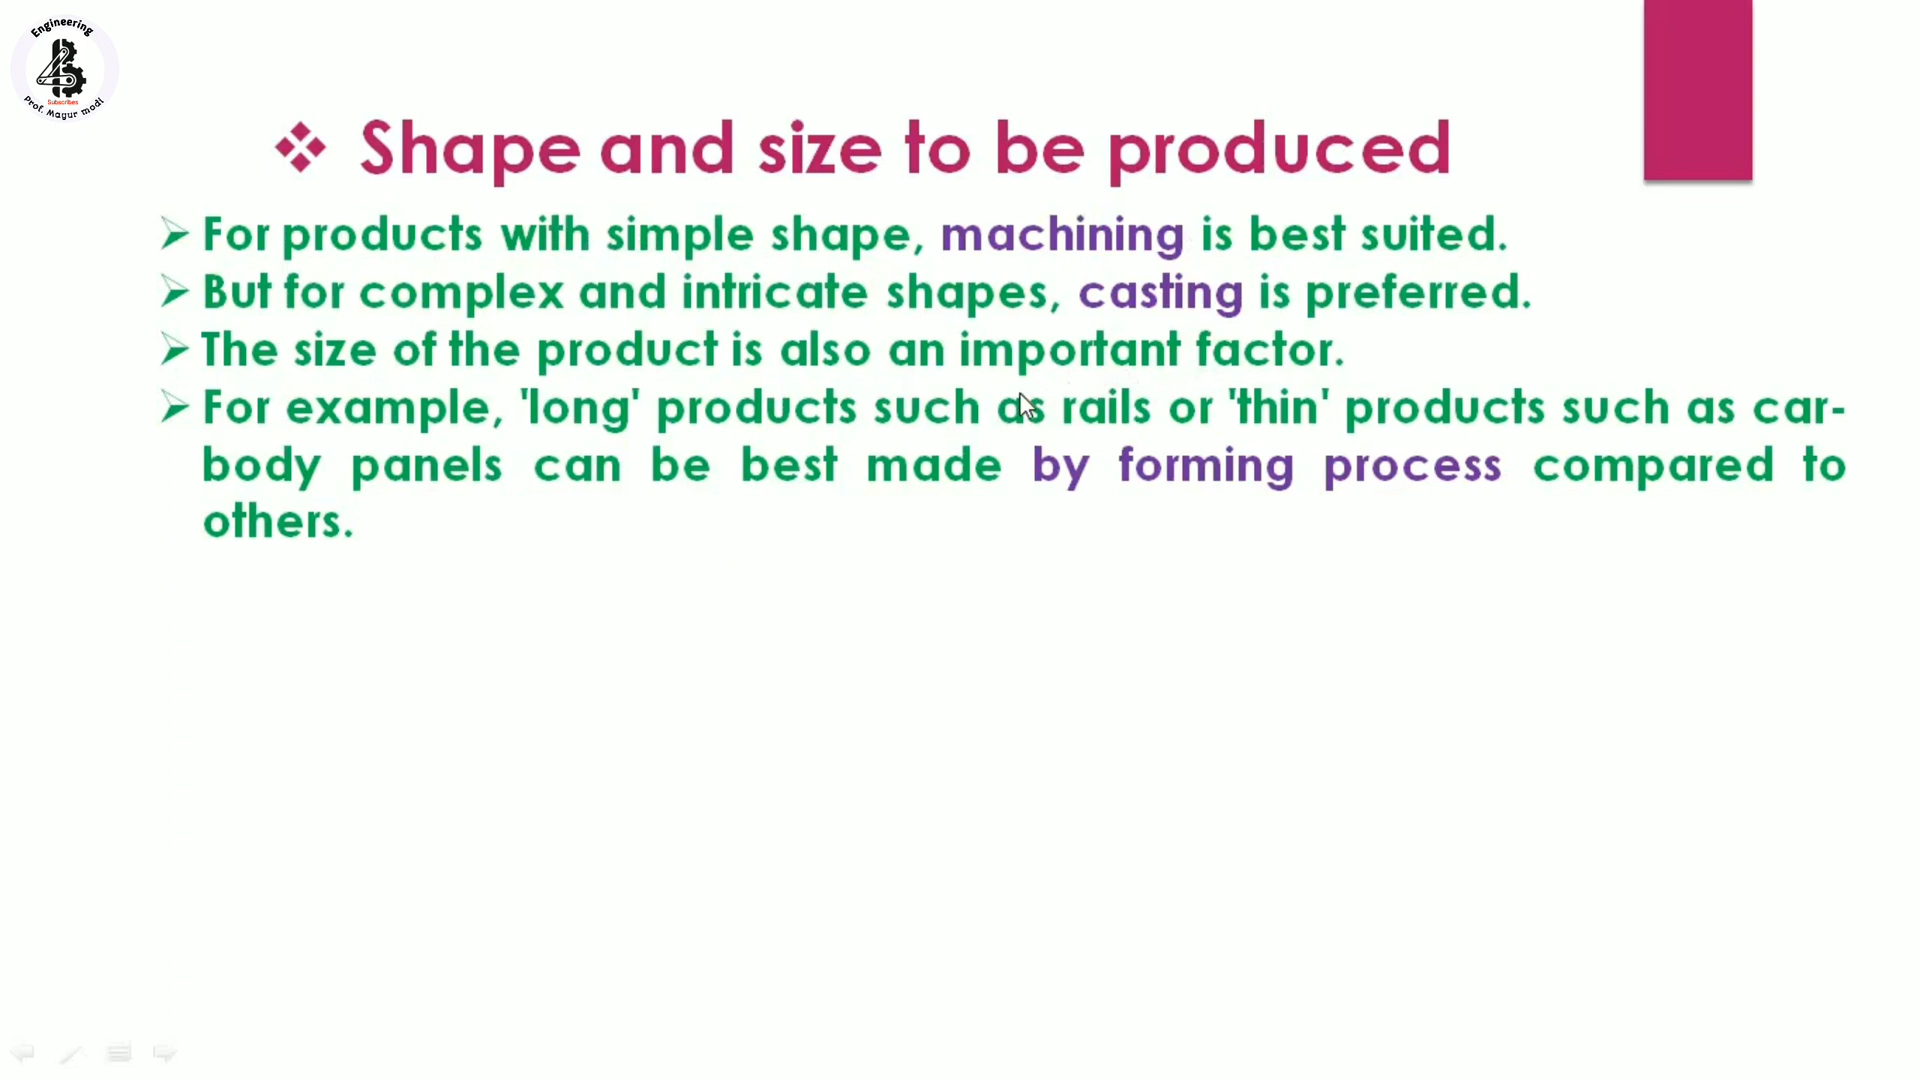 Engineering
Subscribes
Prof. Mayur modi
Shape and size to be produced
For products with simple shape, machining is best suited.
But for complex and intricate shapes, casting is preferred.
The size of the product is also an important factor.
For example, 'long' products such as rails or 'thin' products such as car-
body panels can be best made by forming process compared to
others.